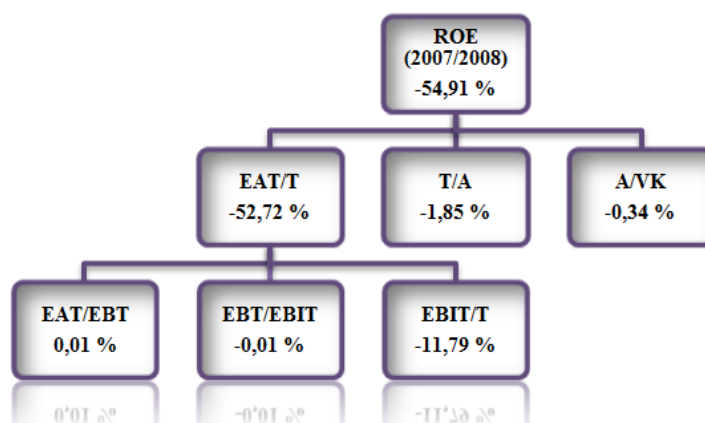 ROE
(2007/2008)
-54,91 %
EAT/T
-52,72 %
T/A
-1,85 %
A/VK
-0,34 %
EAT/EBT
0,01 %
EBT/EBIT
-0,01 %
EBIT/T
-11,79 %